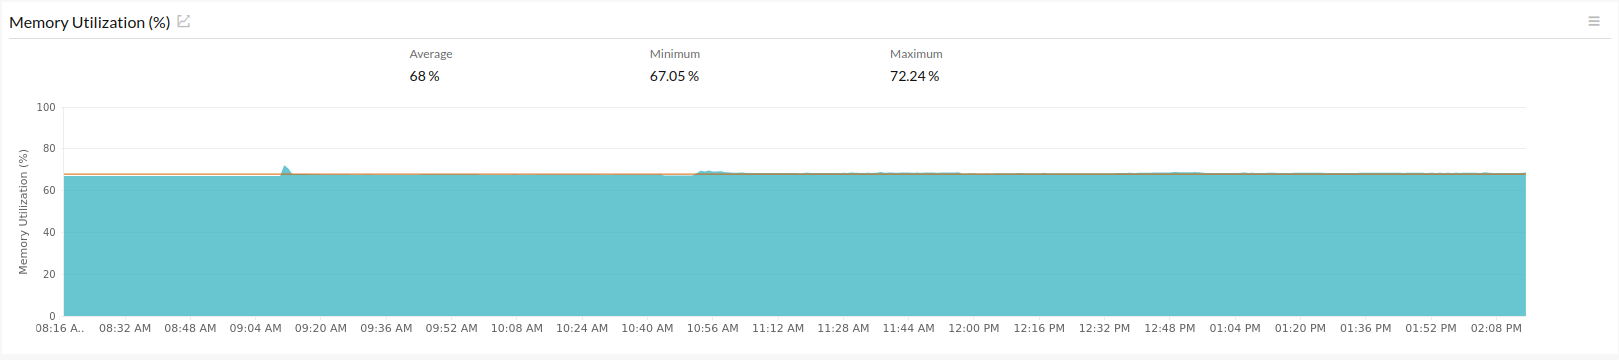 Memory Utilization (%)
Average Minimum Maximum
68 % 67.05 % 72.24 %
100
80
60
40
20
0
Memory Utilization (%)
08:16 A.. 08:32 AM 08:48 AM 09:04 AM 09:20 AM 09:36 AM 09:52 AM 10:08 AM 10:24 AM 10:40 AM 10:56 AM 11:12 AM 11:28 AM 11:44 AM 12:00 PM 12:16 PM 12:32 PM 12:48 PM 01:04 PM 01:20 PM 01:36 PM 01:52 PM 02:08 PM